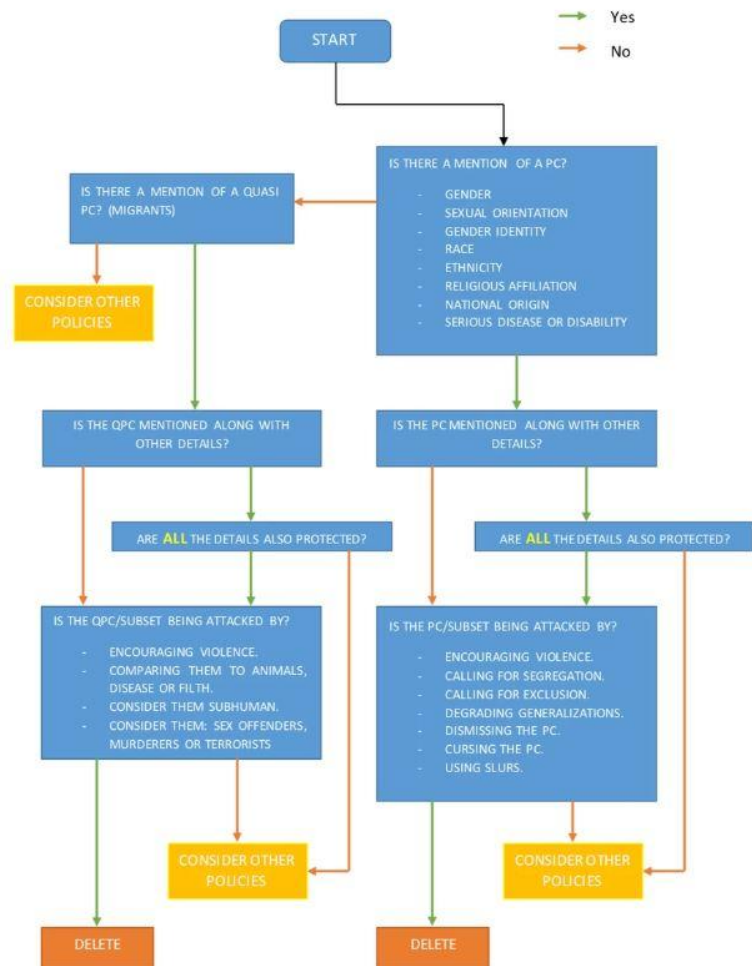 START
Yes
No
IS THERE A MENTION OF A PC?
- GENDER
- SEXUAL ORIENTATION
- GENDER IDENTITY
- RACE
- ETHNICITY
- RELIGIOUS AFFILIATION
- NATIONAL ORIGIN
- SERIOUS DISEASE OR DISABILITY
IS THERE A MENTION OF A QUASI
PC? (MIGRANTS)
CONSIDER OTHER
POLICIES
IS THE QPC MENTIONED ALONG WITH
OTHER DETAILS?
IS THE PC MENTIONED ALONG WITH OTHER
DETAILS?
ARE ALL THE DETAILS ALSO PROTECTED?
ARE ALL THE DETAILS ALSO PROTECTED?
IS THE QPC/SUBSET BEING ATTACKED BY?
- ENCOURAGING VIOLENCE.
- COMPARING THEM TO ANIMALS,
DISEASE OR FILTH.
- CONSIDER THEM SUBHUMAN.
- CONSIDER THEM: SEX OFFENDERS,
MURDERERS OR TERRORISTS
IS THE PC/SUBSET BEING ATTACKED BY?
- ENCOURAGING VIOLENCE.
- CALLING FOR SEGREGATION.
- CALLING FOR EXCLUSION.
- DEGRADING GENERALIZATIONS.
- DISMISSING THE PC.
- CURSING THE PC.
- USING SLURS.
CONSIDER OTHER
POLICIES
CONSIDER OTHER
POLICIES
DELETE
DELETE